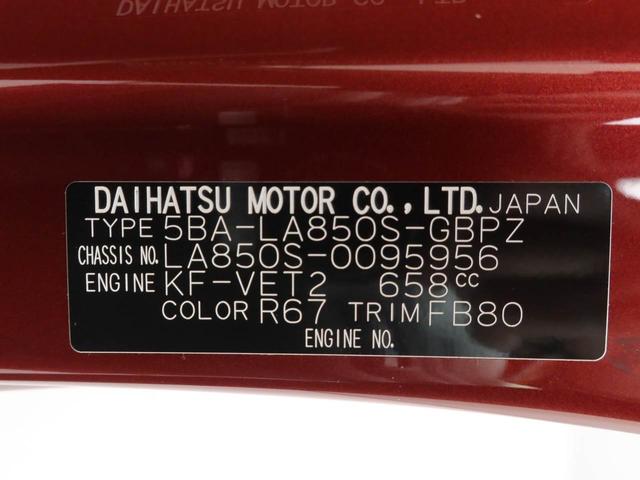 DAIHATSU MOTOR CO., LTD. JAPAN
TYPE 5BA-LA850S-GBPZ
CHASSIS NO. LA850S-0095956
ENGINE KF-VET2 658cc
COLOR R67 TRIM FB80
ENGINE NO.